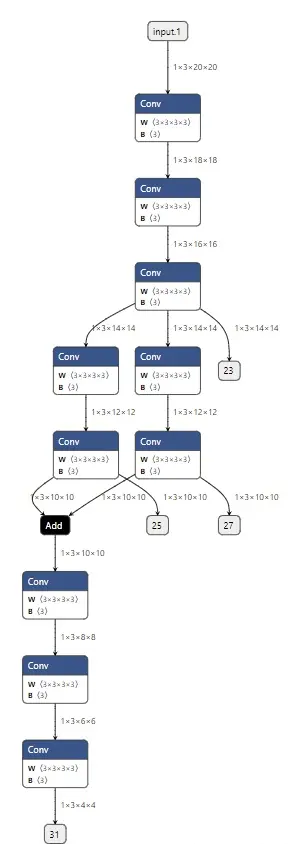 input.1
1×3×20×20
Conv
W ⟨3×3×3×3⟩
B ⟨3⟩
1×3×18×18
Conv
W ⟨3×3×3×3⟩
B ⟨3⟩
1×3×16×16
Conv
W ⟨3×3×3×3⟩
B ⟨3⟩
1×3×14×14 1×3×14×14 1×3×14×14
Conv Conv 23
W ⟨3×3×3×3⟩ W ⟨3×3×3×3⟩
B ⟨3⟩ B ⟨3⟩
1×3×12×12 1×3×12×12
Conv Conv
W ⟨3×3×3×3⟩ W ⟨3×3×3×3⟩
B ⟨3⟩ B ⟨3⟩
1×3×10×10 1×3×10×10 1×3×10×10 1×3×10×10
Add 25 27
1×3×10×10
Conv
W ⟨3×3×3×3⟩
B ⟨3⟩
1×3×8×8
Conv
W ⟨3×3×3×3⟩
B ⟨3⟩
1×3×6×6
Conv
W ⟨3×3×3×3⟩
B ⟨3⟩
1×3×4×4
31